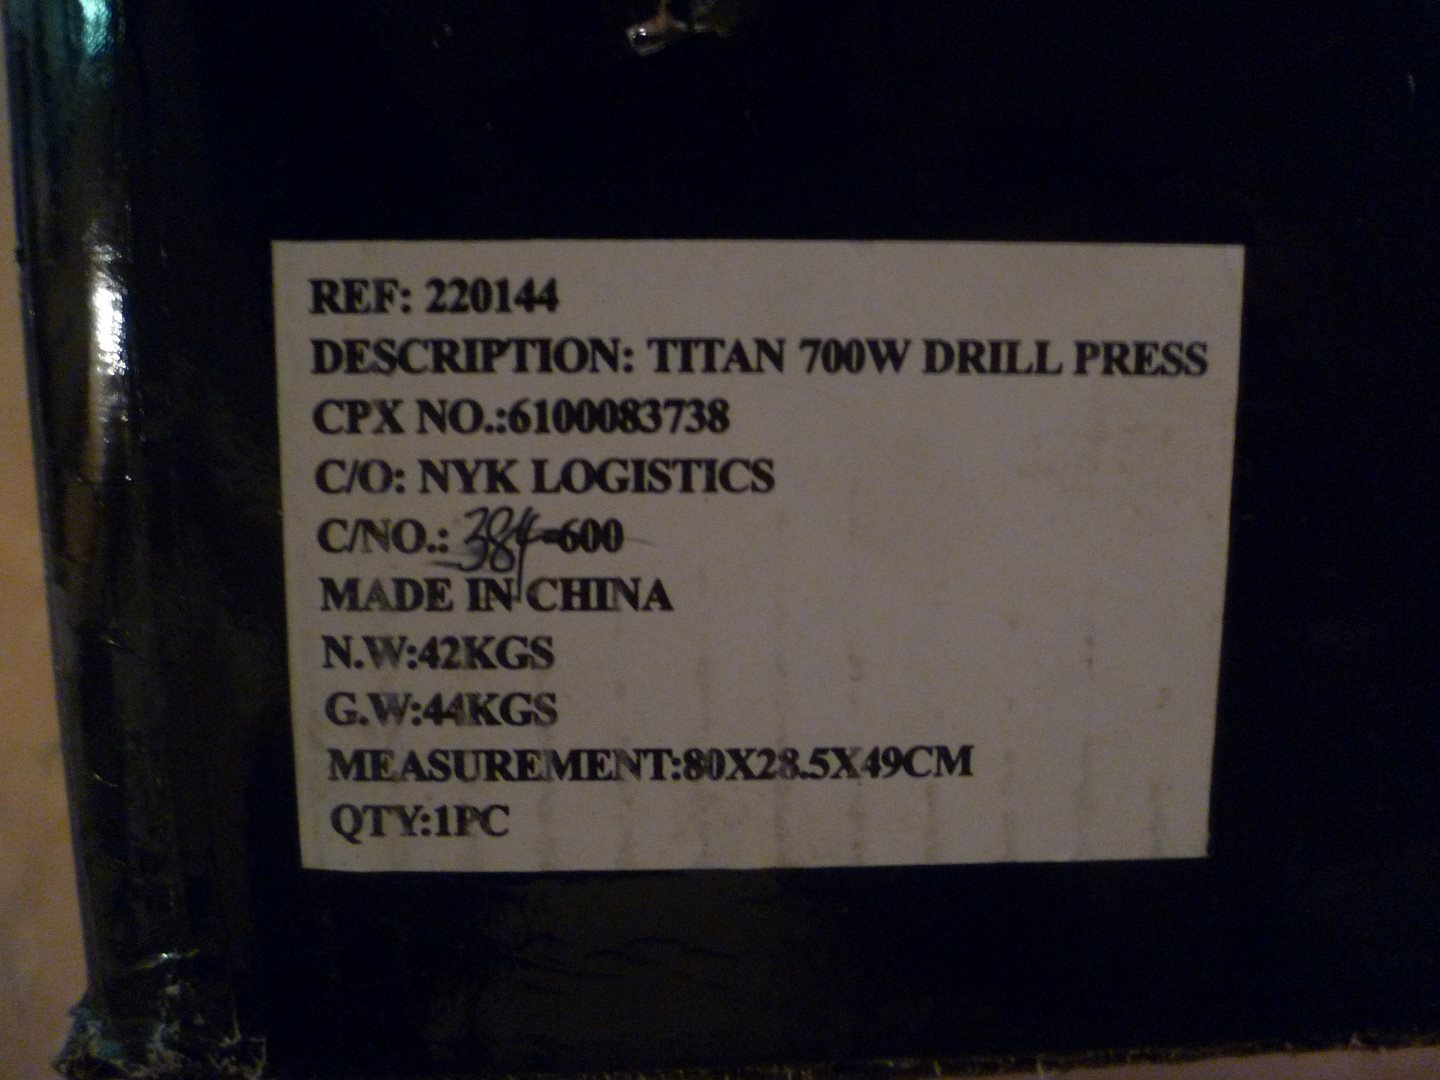 REF: 220144
DESCRIPTION: TITAN 700W DRILL PRESS
CPX NO.:6100083738
C/O: NYK LOGISTICS
C/NO.: 384-600
MADE IN CHINA
N.W:42KGS
G.W:44KGS
MEASUREMENT:80X28.5X49CM
QTY:1PC